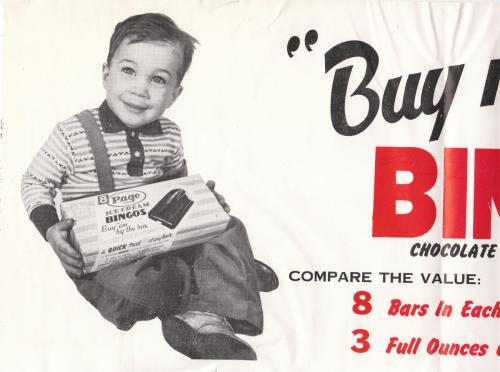 "Buy
BIN
CHOCOLATE
COMPARE THE VALUE:
8 Bars In Each
3 Full Ounces
Page
ICE CREAM
BINGOS
Buy 'em
by the box
a QUICK treat